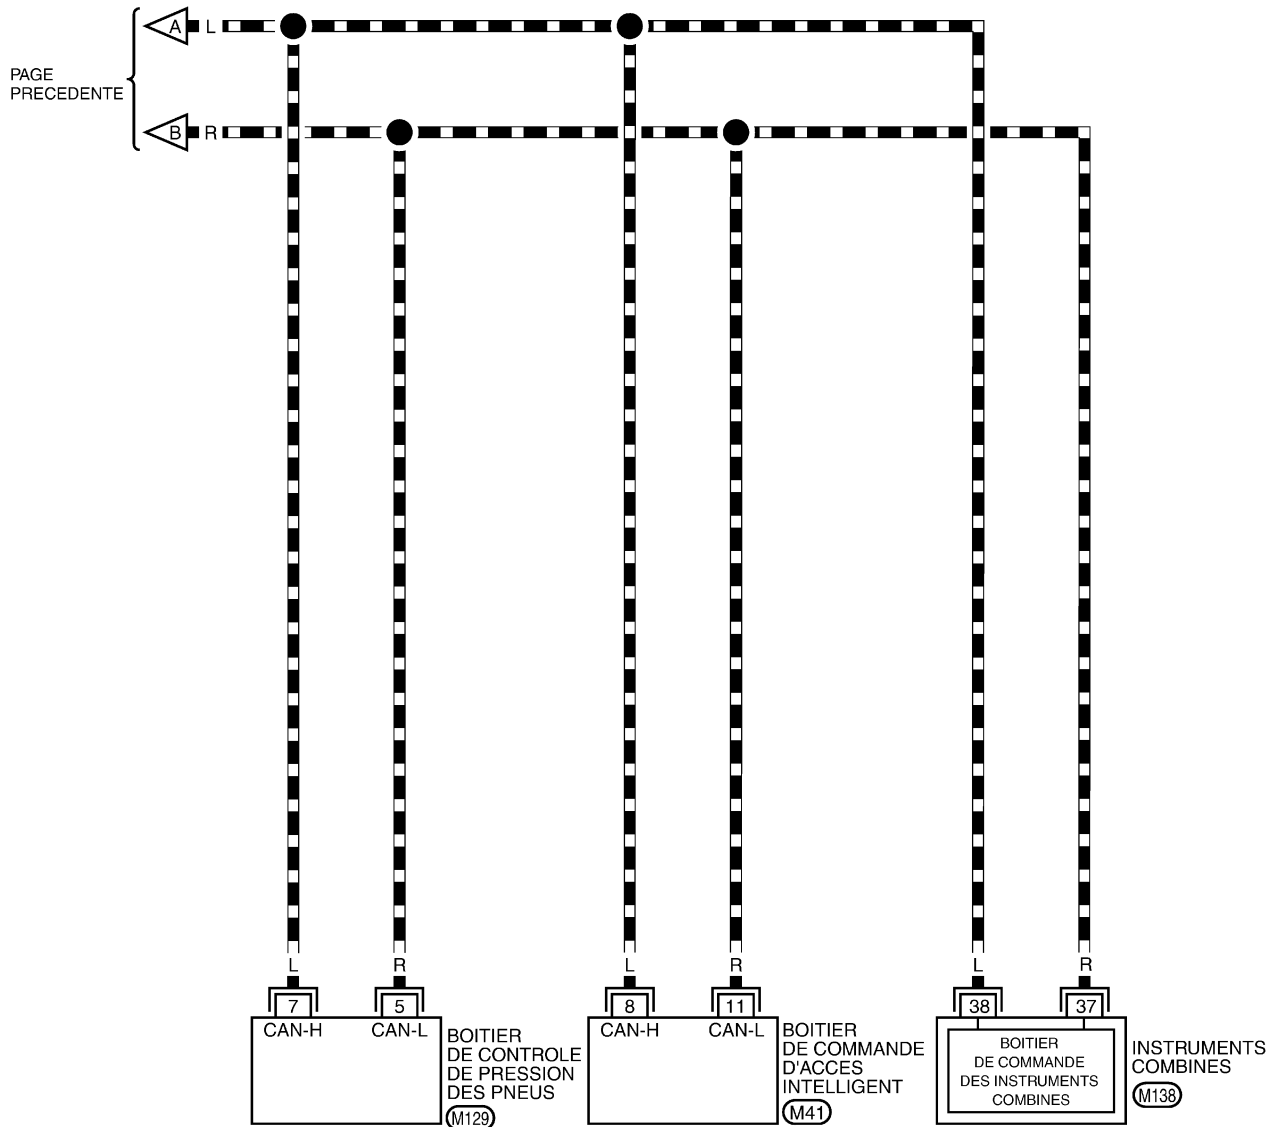 A L
PAGE
PRECEDENTE
B R
L R L R L R
7 5 8 11 38 37
CAN-H CAN-L CAN-H CAN-L
BOITIER
DE CONTROLE
DE PRESSION
DES PNEUS
M129
BOITIER
DE COMMANDE
D'ACCES
INTELLIGENT
M41
BOITIER
DE COMMANDE
DES INSTRUMENTS
COMBINES
INSTRUMENTS
COMBINES
M138